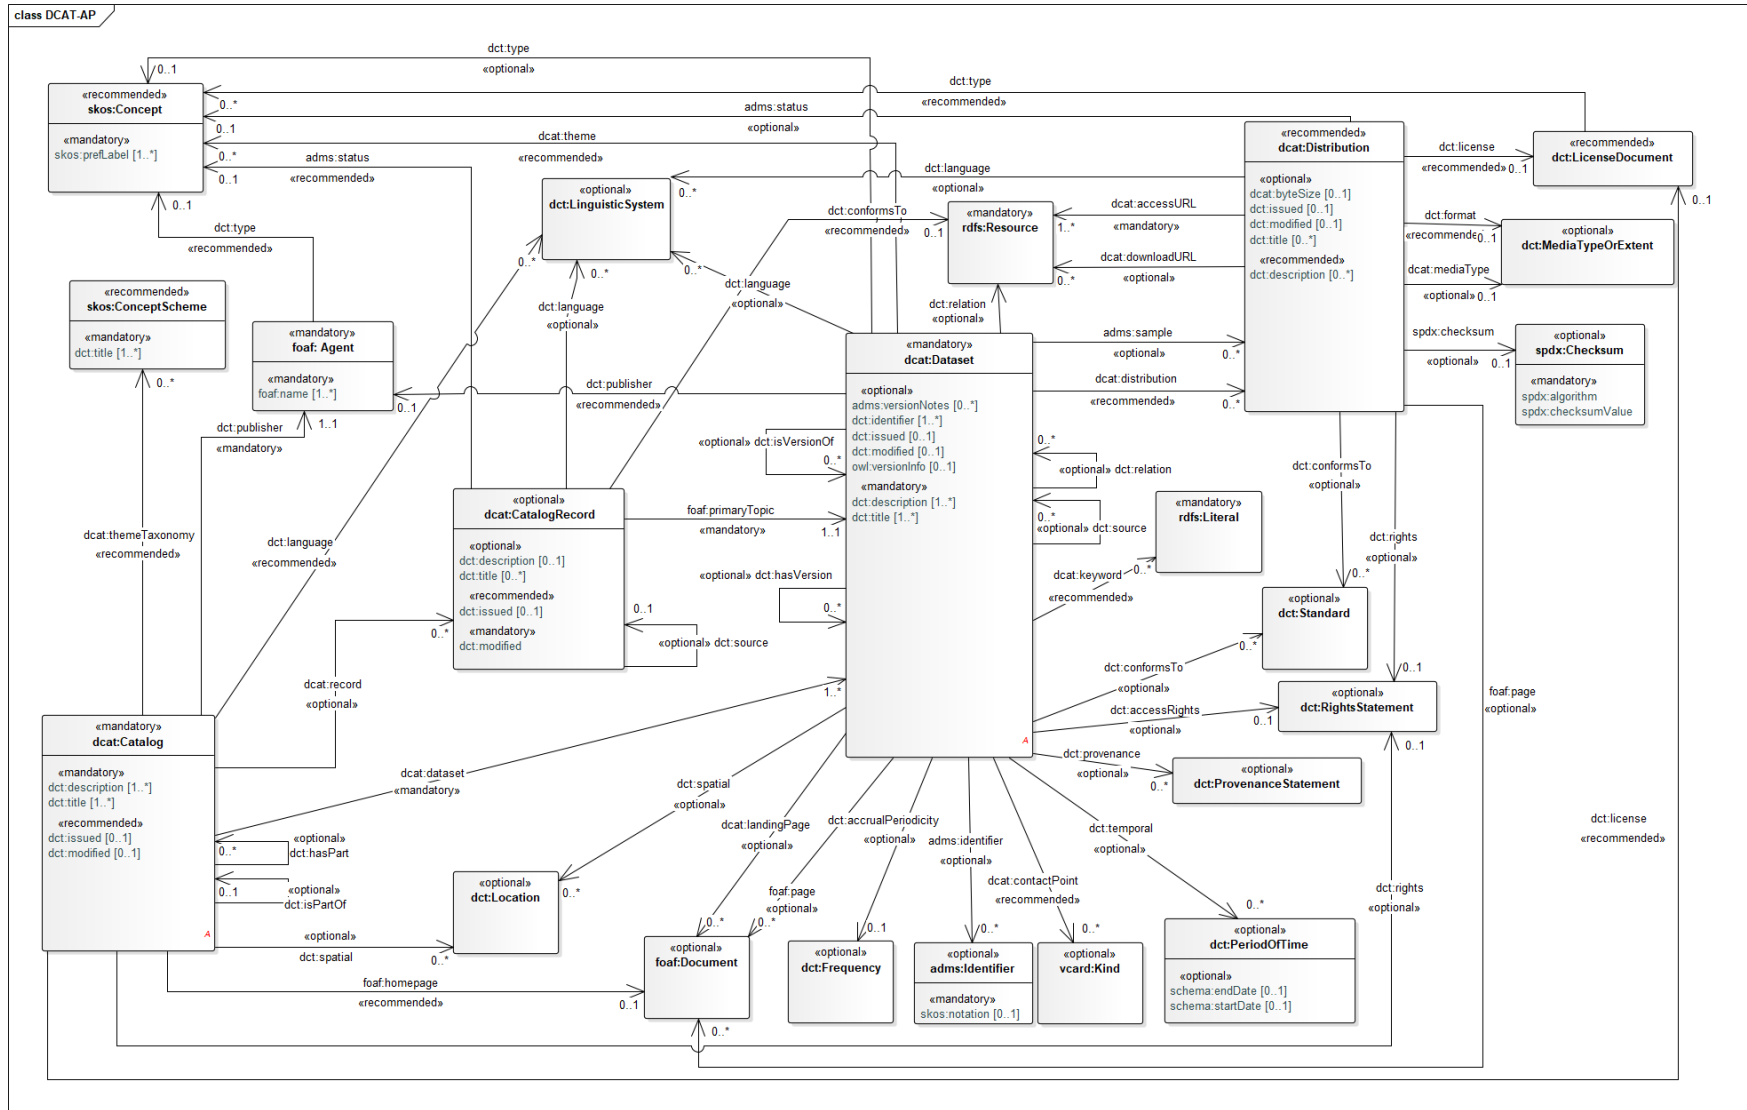 class DCAT-AP
dct:type
«optional»
0..1
«recommended»
skos:Concept
«mandatory»
skos:prefLabel [1..*]
0..*
dct:type
«recommended»
adms:status
«optional»
0..1
dcat:theme
«recommended»
0..*
adms:status
«recommended»
0..1
0..1
dct:type
«recommended»
«recommended»
dcat:Distribution
«optional»
dcat:byteSize [0..1]
dct:issued [0..1]
dct:modified [0..1]
dct:title [0..*]
«recommended»
dct:description [0..*]
dct:license
«recommended»
0..1
«recommended»
dct:LicenseDocument
0..1
dct:format
«recommende
0..1
«optional»
dct:MediaTypeOrExtent
dcat:mediaType
«optional»
0..1
spdx:checksum
«optional»
0..1
«optional»
spdx:Checksum
«mandatory»
spdx:algorithm
spdx:checksumValue
«optional»
dct:LinguisticSystem
dct:language
«optional»
0..*
dct:conformsTo
«optional»
0..1
«mandatory»
rdfs:Resource
dcat:accessURL
«mandatory»
1..*
dcat:downloadURL
«optional»
0..*
0..*
0..*
0..*
dct:language
«optional»
dct:language
«optional»
dct:relation
«optional»
«recommended»
skos:ConceptScheme
«mandatory»
dct:title [1..*]
0..*
«mandatory»
foaf: Agent
«mandatory»
foaf:name [1..*]
0..1
dct:publisher
«recommended»
1..1
dct:publisher
«mandatory»
«mandatory»
dcat:Dataset
«optional»
adms:versionNotes [0..*]
dct:identifier [1..*]
dct:issued [0..1]
dct:modified [0..1]
owl:versionInfo [0..1]
«mandatory»
dct:description [1..*]
dct:title [1..*]
A
adms:sample
«optional»
0..*
dcat:distribution
«recommended»
0..*
«optional» dct:isVersionOf
0..*
0..*
«optional» dct:relation
0..*
«optional» dct:source
«optional» dct:hasVersion
0..*
dct:conformsTo
«optional»
0..*
dct:rights
«optional»
0..1
«mandatory»
rdfs:Literal
dcat:keyword
0..*
«recommended»
«optional»
dcat:CatalogRecord
«optional»
dct:description [0..1]
dct:title [0..*]
«recommended»
dct:issued [0..1]
«mandatory»
dct:modified
foaf:primaryTopic
«mandatory»
1..1
0..1
«optional» dct:source
dcat:themeTaxonomy
«recommended»
dct:language
«recommended»
0..*
dcat:record
«optional»
«optional»
dct:Standard
dct:conformsTo
«optional»
0..*
«optional»
dct:RightsStatement
dct:accessRights
«optional»
0..1
0..1
dct:provenance
«optional»
0..*
«optional»
dct:ProvenanceStatement
foaf:page
«optional»
«mandatory»
dcat:Catalog
«mandatory»
dct:description [1..*]
dct:title [1..*]
«recommended»
dct:issued [0..1]
dct:modified [0..1]
A
dcat:dataset
«mandatory»
1..*
«optional»
dct:hasPart
0..*
«optional»
dct:isPartOf
0..1
dct:spatial
«optional»
0..*
«optional»
dct:Location
«optional»
dct:spatial
0..*
foaf:homepage
«recommended»
0..1
dcat:landingPage
«optional»
0..*
foaf:page
«optional»
0..*
«optional»
foaf:Document
0..*
dct:accrualPeriodicity
«optional»
0..1
«optional»
dct:Frequency
adms:identifier
«optional»
0..*
«optional»
adms:Identifier
«mandatory»
skos:notation [0..1]
dcat:contactPoint
«recommended»
0..*
«optional»
vcard:Kind
dct:temporal
«optional»
0..*
«optional»
dct:PeriodOfTime
«optional»
schema:endDate [0..1]
schema:startDate [0..1]
dct:rights
«optional»
dct:license
«recommended»